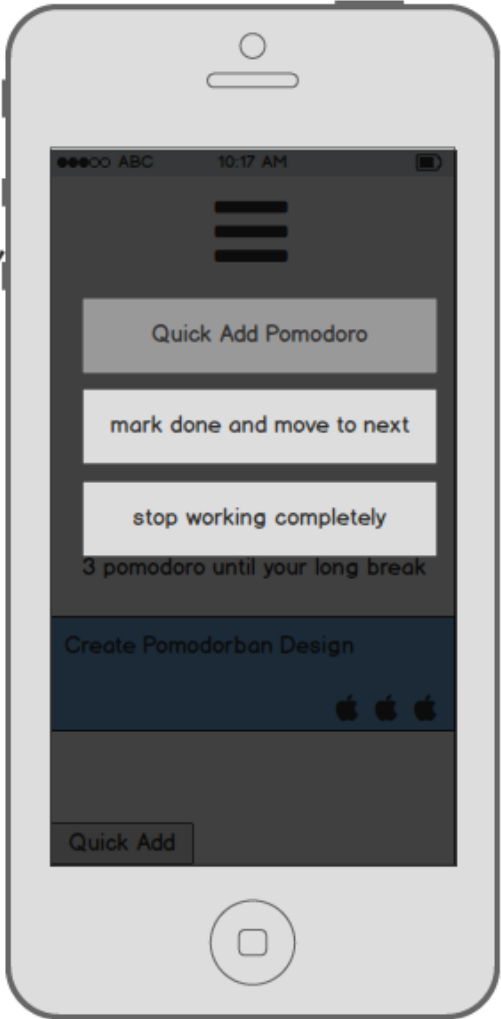 ABC 10:17 AM
Quick Add Pomodoro
mark done and move to next
stop working completely
3 pomodoro until your long break
Create Pomodorban Design
Quick Add